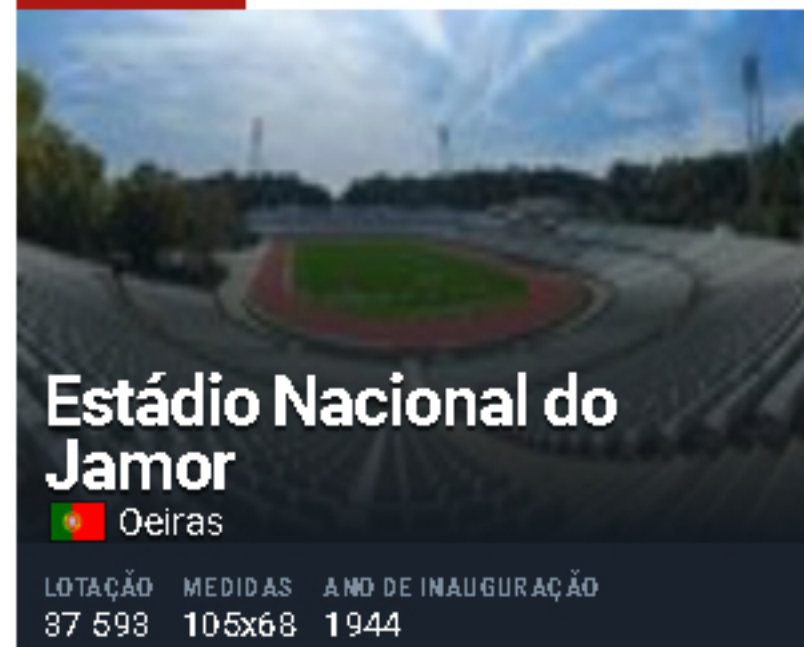 Estádio Nacional do
Jamor
Oeiras
LOTAÇÃO MEDIDAS ANO DE INAUGURAÇÃO
37 593 105x68 1944